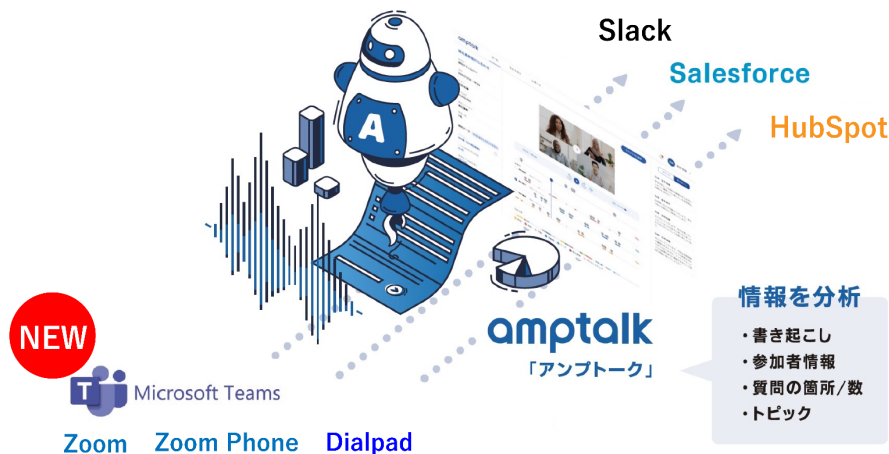 Slack
Salesforce
HubSpot
A
amptalk
「アンプトーク」
情報を分析
・書き起こし
・参加者情報
・質問の箇所/数
・トピック
NEW
T
Microsoft Teams
Zoom Zoom Phone Dialpad